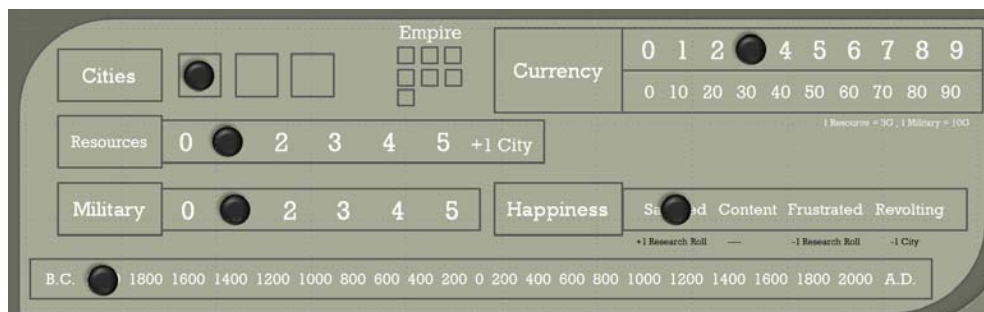 Empire
Cities
Currency
0 1 2 4 5 6 7 8 9
0 10 20 30 40 50 60 70 80 90
1 Resource = 3G , 1 Military = 10G
Resources 0 2 3 4 5 +1 City
Military 0 2 3 4 5
Happiness Content Frustrated Revolting
+1 Research Roll — -1 Research Roll -1 City
B.C. 1800 1600 1400 1200 1000 800 600 400 200 0 200 400 600 800 1000 1200 1400 1600 1800 2000 A.D.